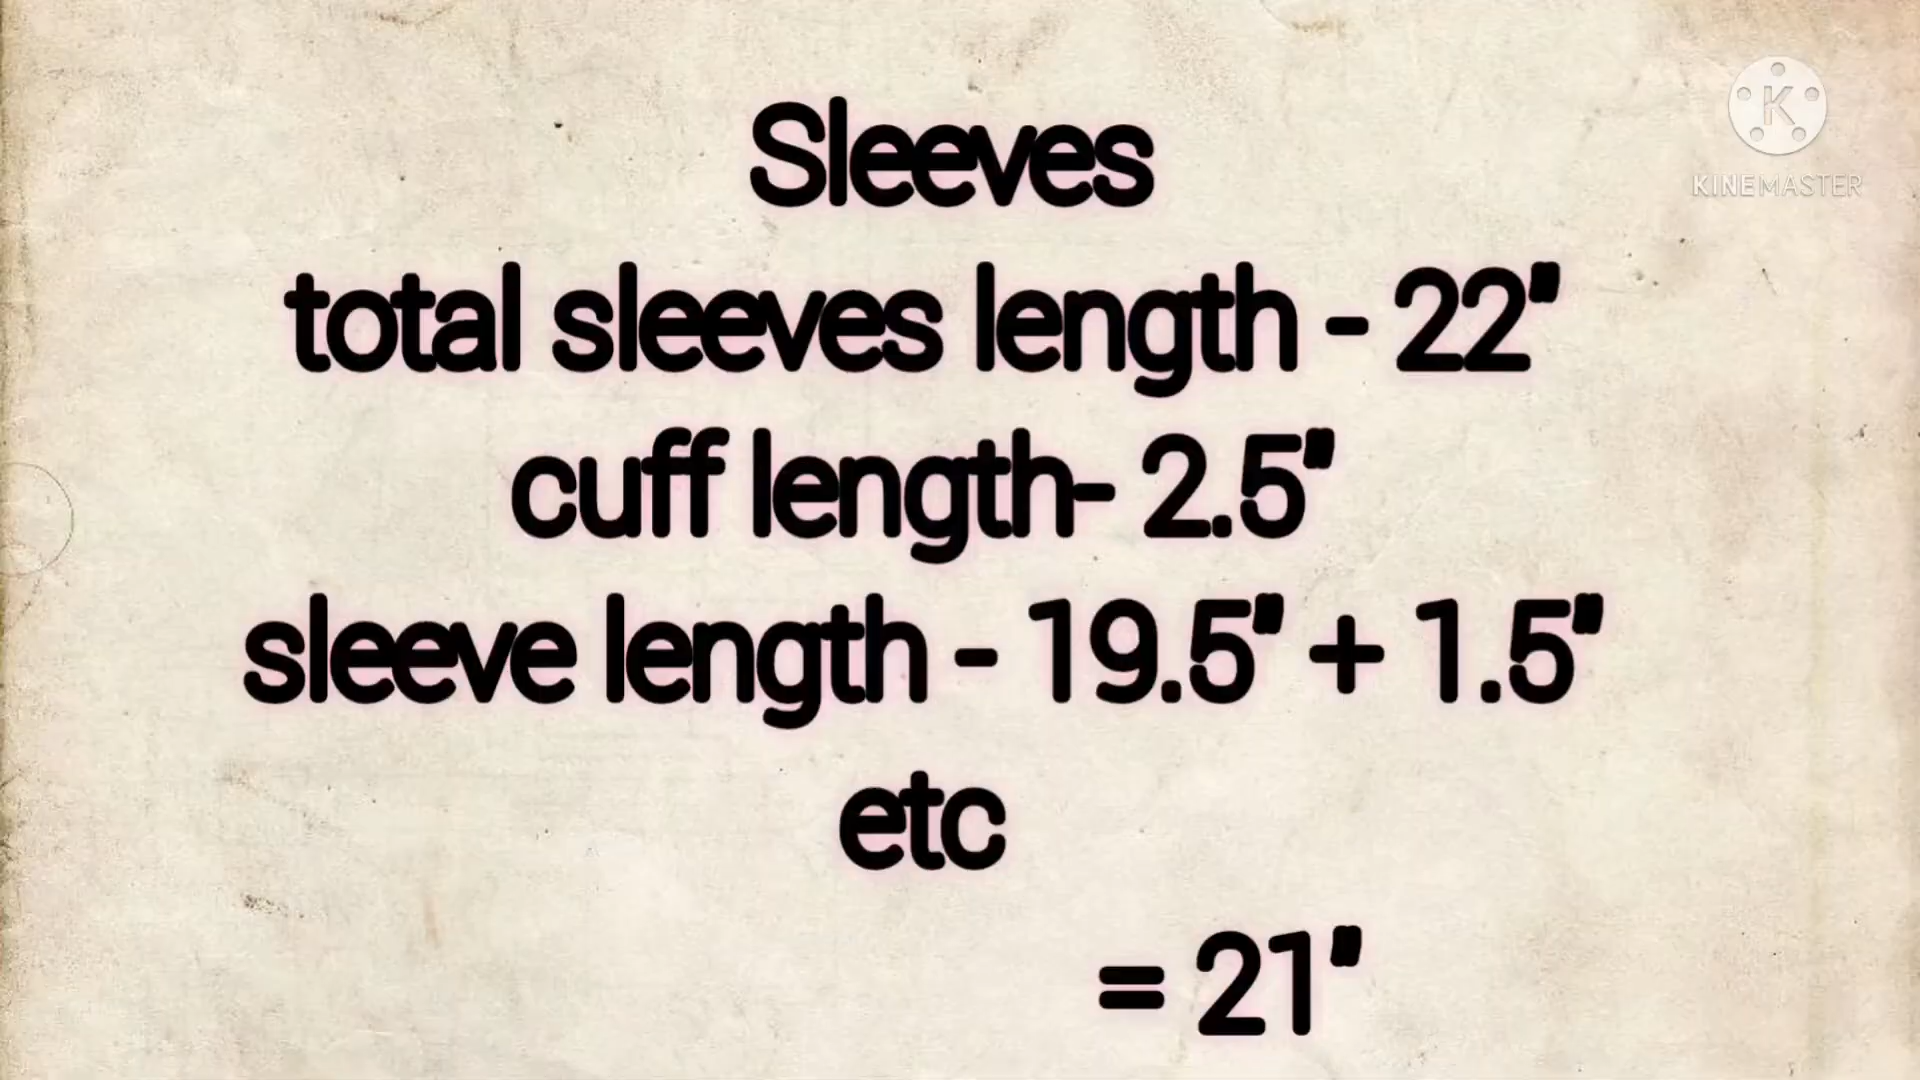 K
KINEMASTER
Sleeves
total sleeves length - 22"
cuff length- 2.5"
sleeve length - 19.5" + 1.5"
etc
= 21"